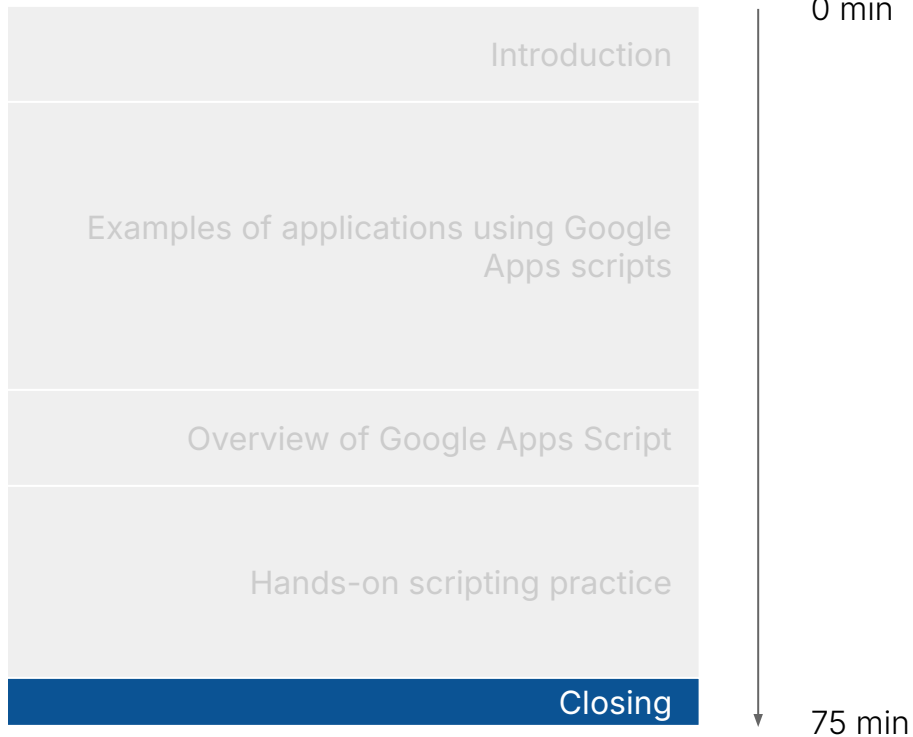 0 min
Introduction
Examples of applications using Google
Apps scripts
Overview of Google Apps Script
Hands-on scripting practice
Closing
75 min